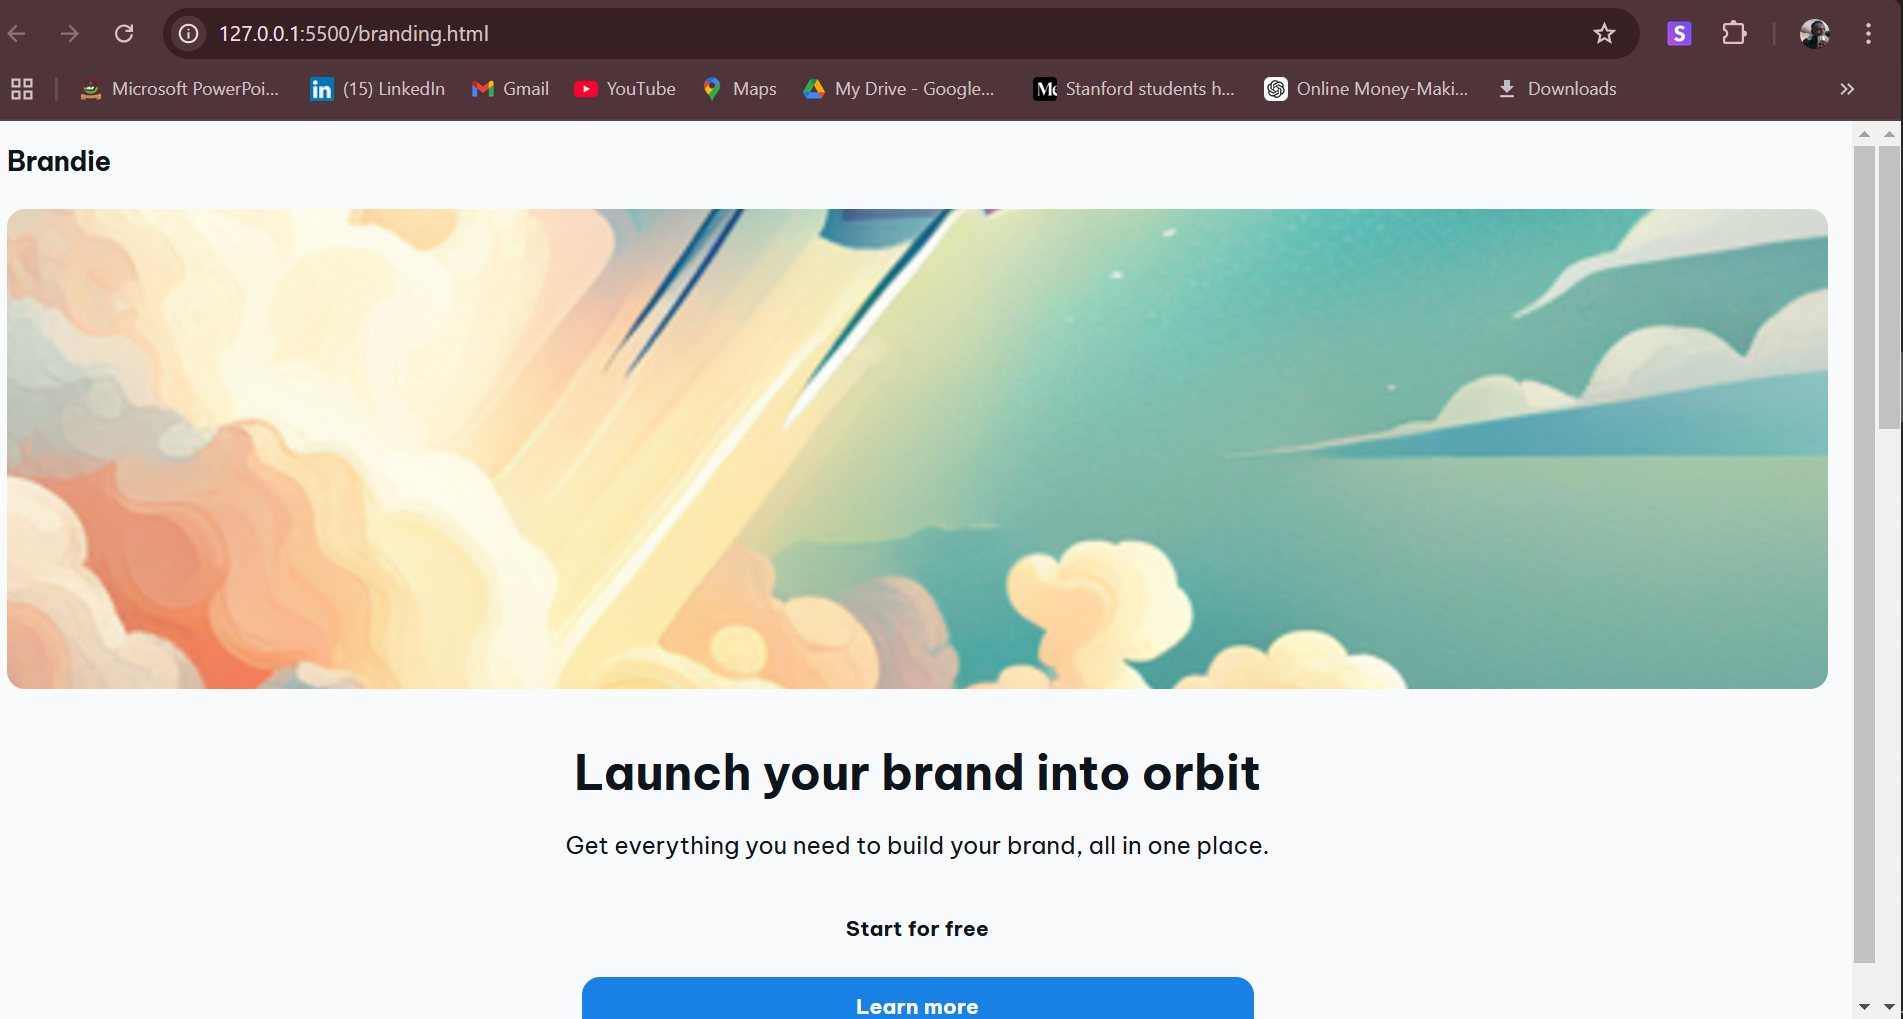 127.0.0.1:5500/branding.html
S
Microsoft PowerPoi...
in (15) LinkedIn
Gmail
YouTube
Maps
My Drive - Google...
Stanford students h...
Online Money-Maki...
Downloads
Brandie
Launch your brand into orbit
Get everything you need to build your brand, all in one place.
Start for free
Learn more